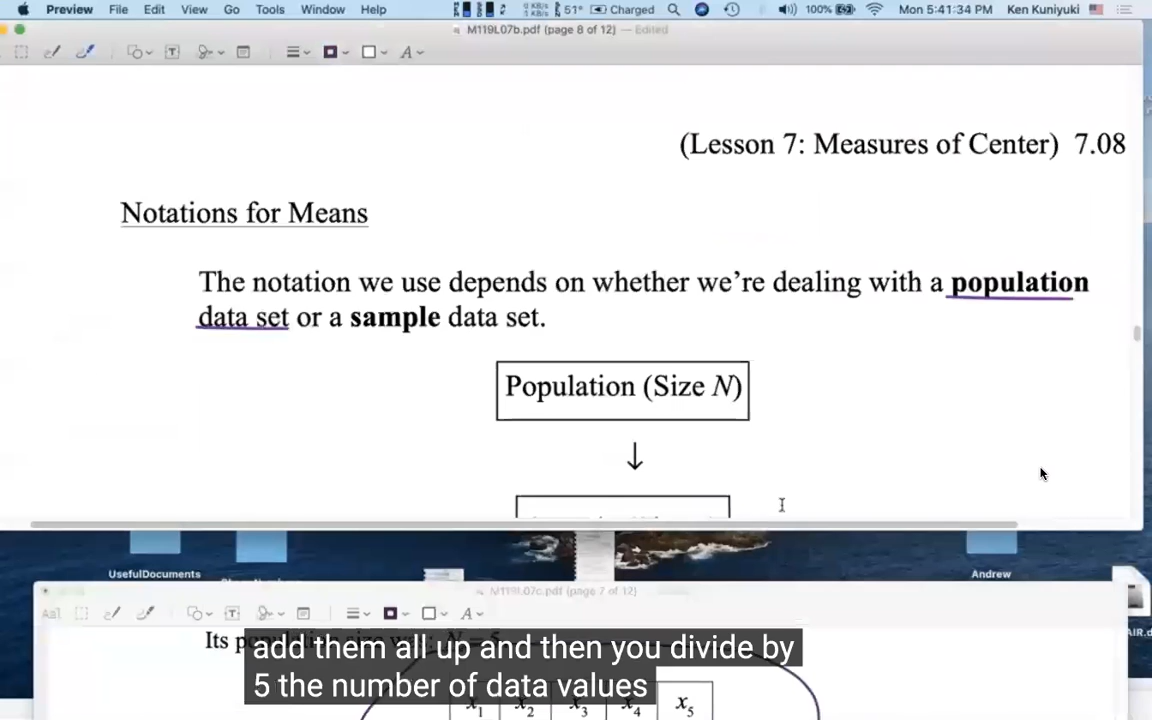 Preview File Edit View Go Tools Window Help 51° Charged 100% Mon 5:41:34 PM Ken Kuniyuki
M119L07b.pdf (page 8 of 12) — Edited
(Lesson 7: Measures of Center) 7.08
Notations for Means
The notation we use depends on whether we're dealing with a population
data set or a sample data set.
Population (Size N)
↓
UsefulDocuments
Andrew
M119L07c.pdf (page 7 of 12)
Its
add them all up and then you divide by
5 the number of data values
x₁ x₂ x₃ x₄ x₅